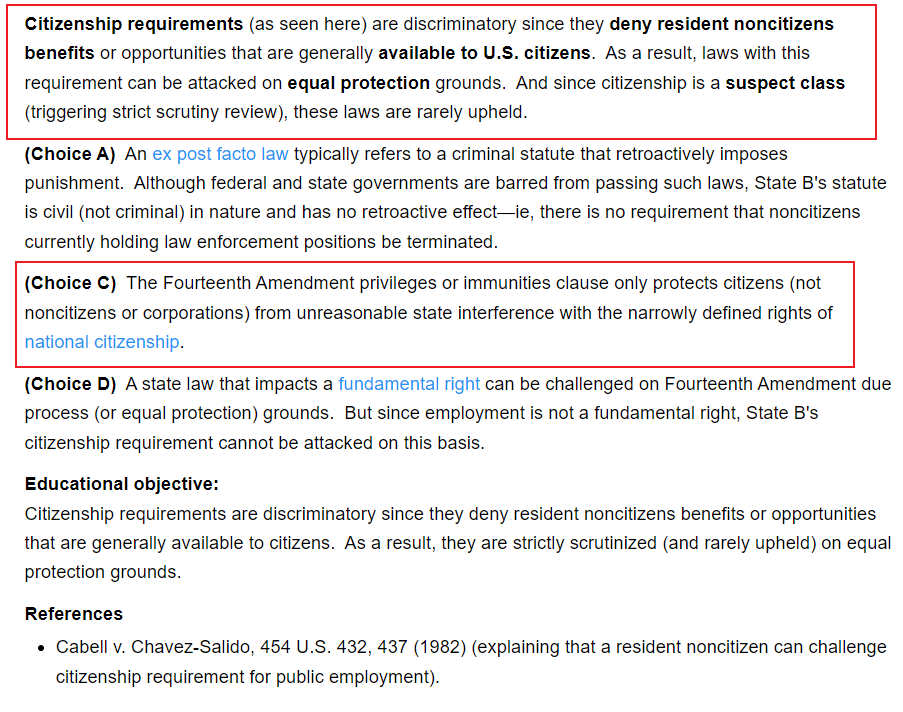 Citizenship requirements (as seen here) are discriminatory since they deny resident noncitizens
benefits or opportunities that are generally available to U.S. citizens.  As a result, laws with this
requirement can be attacked on equal protection grounds.  And since citizenship is a suspect class
(triggering strict scrutiny review), these laws are rarely upheld.
(Choice A)  An ex post facto law typically refers to a criminal statute that retroactively imposes
punishment.  Although federal and state governments are barred from passing such laws, State B's statute
is civil (not criminal) in nature and has no retroactive effect—ie, there is no requirement that noncitizens
currently holding law enforcement positions be terminated.
(Choice C)  The Fourteenth Amendment privileges or immunities clause only protects citizens (not
noncitizens or corporations) from unreasonable state interference with the narrowly defined rights of
national citizenship.
(Choice D)  A state law that impacts a fundamental right can be challenged on Fourteenth Amendment due
process (or equal protection) grounds.  But since employment is not a fundamental right, State B's
citizenship requirement cannot be attacked on this basis.
Educational objective:
Citizenship requirements are discriminatory since they deny resident noncitizens benefits or opportunities
that are generally available to citizens.  As a result, they are strictly scrutinized (and rarely upheld) on equal
protection grounds.
References
• Cabell v. Chavez-Salido, 454 U.S. 432, 437 (1982) (explaining that a resident noncitizen can challenge
citizenship requirement for public employment).